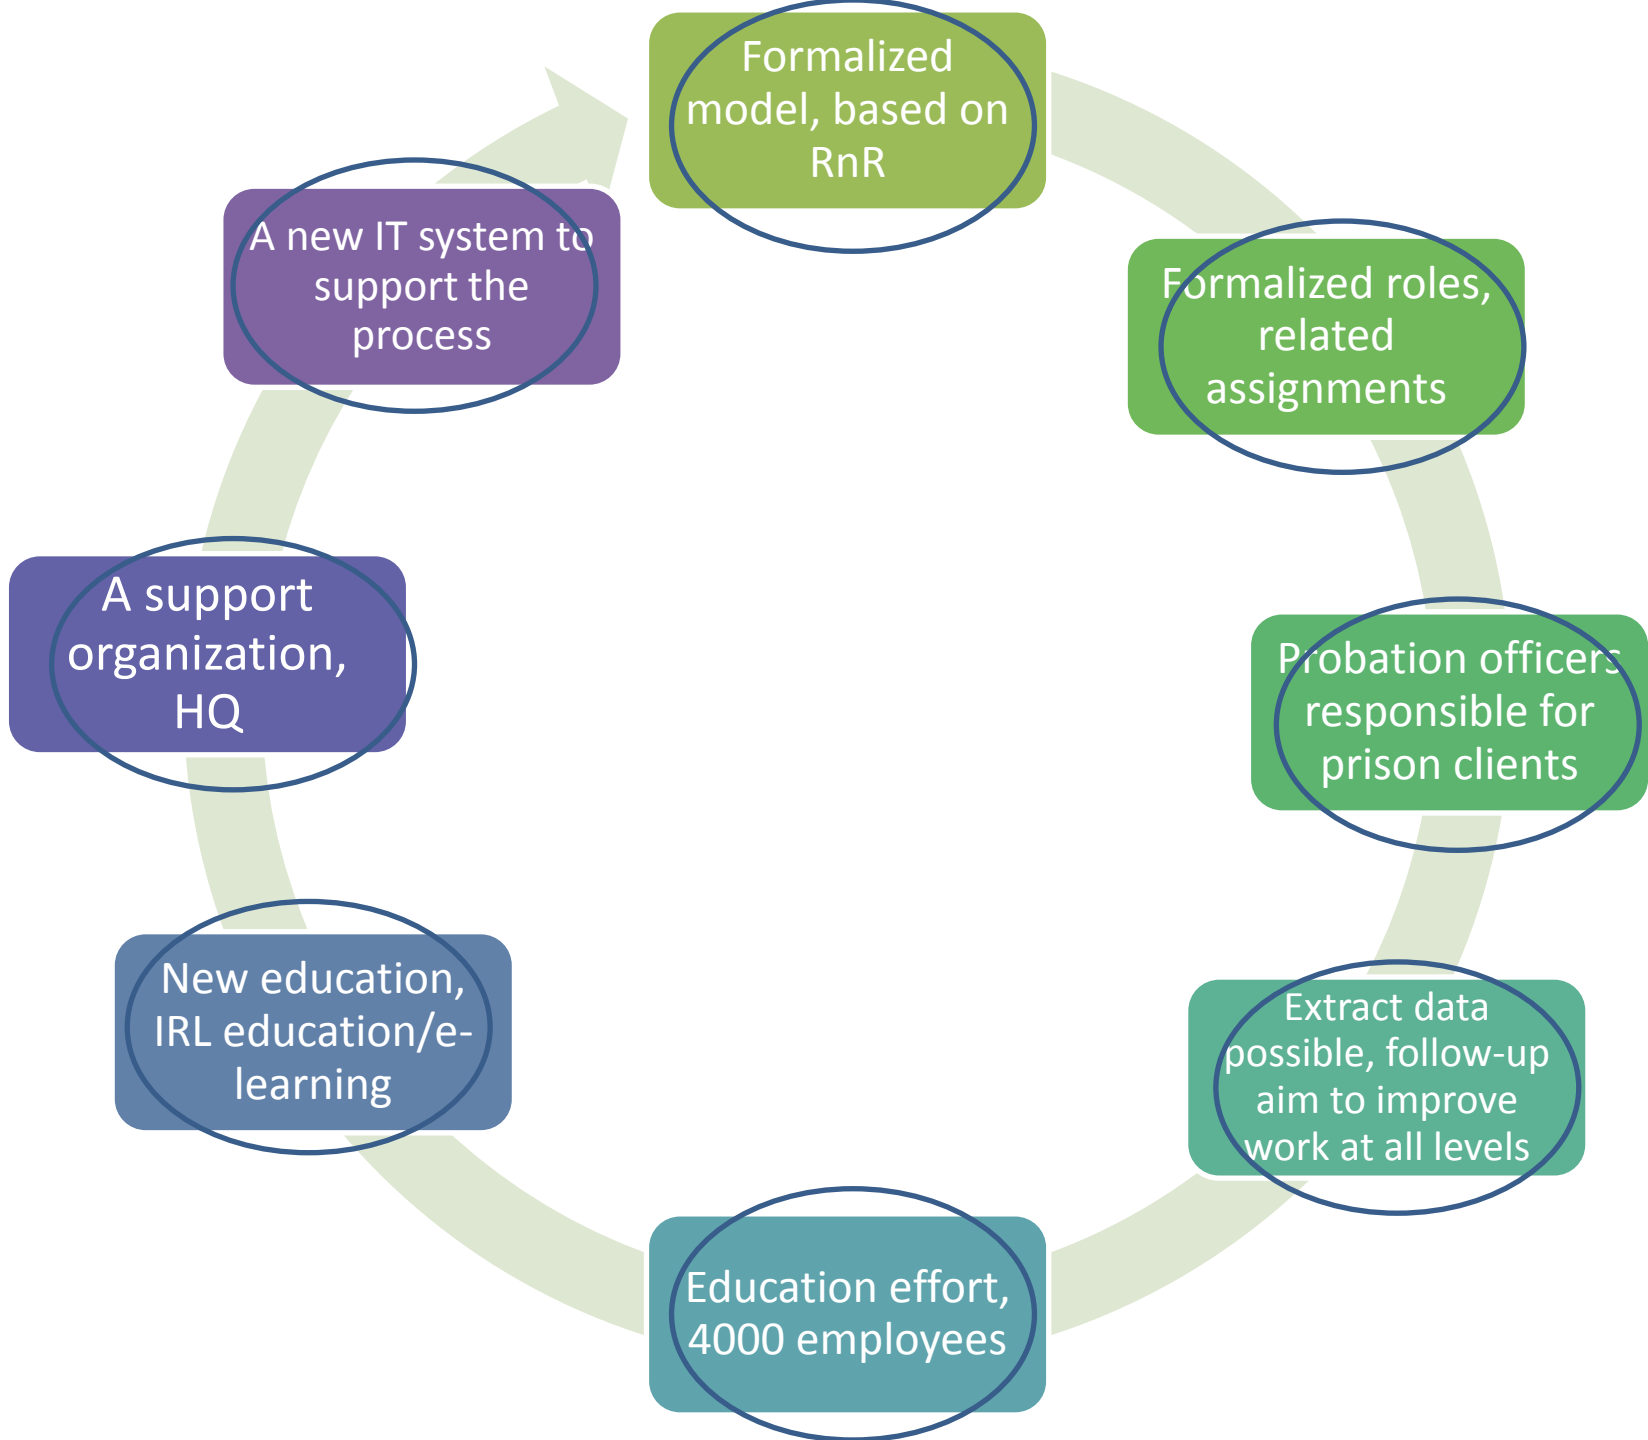 Formalized
model, based on
RnR
Formalized roles,
related
assignments
Probation officers
responsible for
prison clients
Extract data
possible, follow-up
aim to improve
work at all levels
Education effort,
4000 employees
New education,
IRL education/e-
learning
A support
organization,
HQ
A new IT system to
support the
process